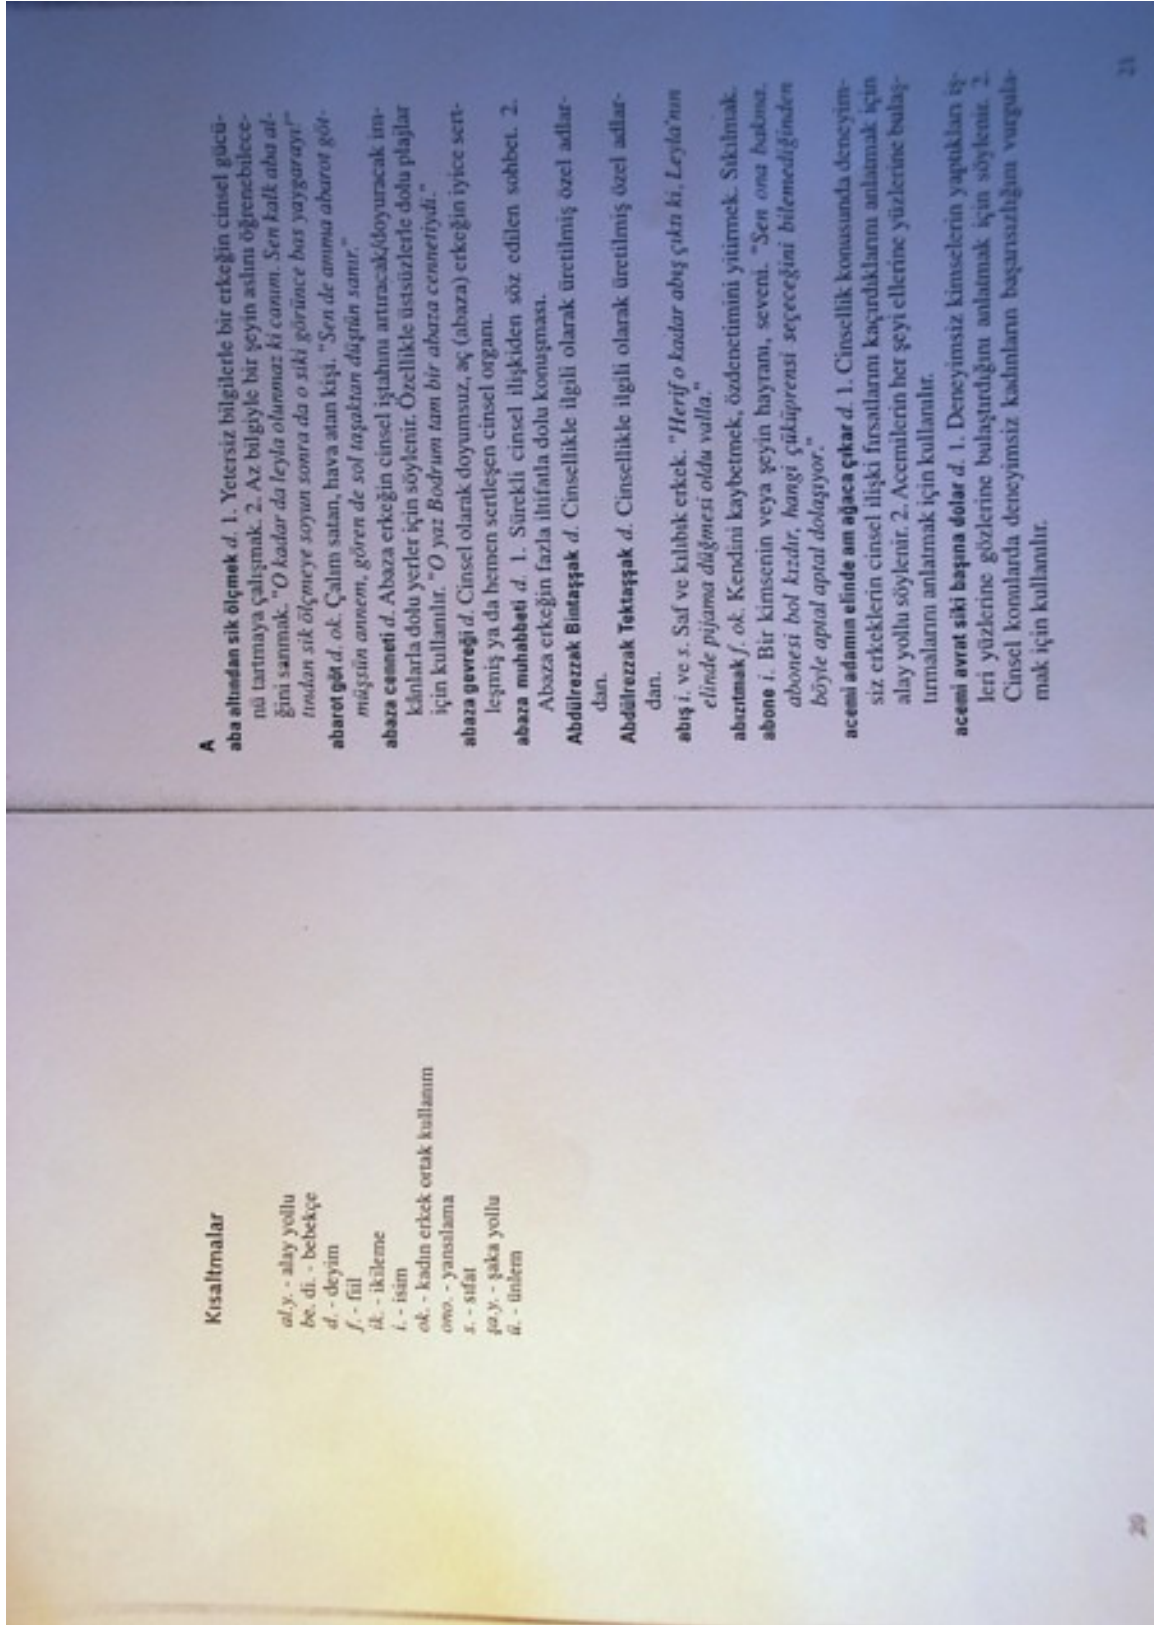 Kısaltmalar
al.y. - alay yollu
be. di. - bebekçe
d. - deyim
f. - fiil
ik. - ikileme
i. - isim
ok. - kadın erkek ortak kullanım
ono. - yansılama
s. - sıfat
şa.y. - şaka yollu
ü. - ünlem
20
A
aba altından sik ölçmek d. 1. Yetersiz bilgilerle bir erkeğin cinsel gücü-
nü tartmaya çalışmak. 2. Az bilgiyle bir şeyin aslını öğrenebilece-
ğini sanmak. "O kadar da leyla olunmaz ki canım. Sen kalk aba al-
tından sik ölçmeye soyun sonra da o siki görünce bas yaygarayı!"
abarot göt d. ok. Çalım satan, hava atan kişi. "Sen de amma abarot göt-
müşsün annem, gören de sol taşaktan düştün sanır."
abaza cenneti d. Abaza erkeğin cinsel iştahını artıracak/doyuracak im-
kânlarla dolu yerler için söylenir. Özellikle üstsüzlerle dolu plajlar
için kullanılır. "O yaz Bodrum tam bir abaza cennetiydi."
abaza gevreği d. Cinsel olarak doyumsuz, aç (abaza) erkeğin iyice sert-
leşmiş ya da hemen sertleşen cinsel organı.
abaza muhabbeti d. 1. Sürekli cinsel ilişkiden söz edilen sohbet. 2.
Abaza erkeğin fazla iltifatla dolu konuşması.
Abdülrezzak Bintaşşak d. Cinsellikle ilgili olarak üretilmiş özel adlar-
dan.
Abdülrezzak Tektaşşak d. Cinsellikle ilgili olarak üretilmiş özel adlar-
dan.
abış i. ve s. Saf ve kılıbık erkek. "Herif o kadar abış çıktı ki, Leyla'nın
elinde pijama düğmesi oldu valla."
abızıtmak f. ok. Kendini kaybetmek, özdenetimini yitirmek. Sıkılmak.
abone i. Bir kimsenin veya şeyin hayranı, seveni. "Sen ona bakma,
abonesi bol kızdır, hangi çüküprensi seçeceğini bilemediğinden
böyle aptal aptal dolaşıyor."
acemi adamın elinde am ağaca çıkar d. 1. Cinsellik konusunda deneyim-
siz erkeklerin cinsel ilişki fırsatlarını kaçırdıklarını anlatmak için
alay yollu söylenir. 2. Acemilerin her şeyi ellerine yüzlerine bulaş-
tırmalarını anlatmak için kullanılır.
acemi avrat siki başına dolar d. 1. Deneyimsiz kimselerin yaptıkları iş-
leri yüzlerine gözlerine bulaştırdığını anlatmak için söylenir. 2.
Cinsel konularda deneyimsiz kadınların başarısızlığını vurgula-
mak için kullanılır.
21